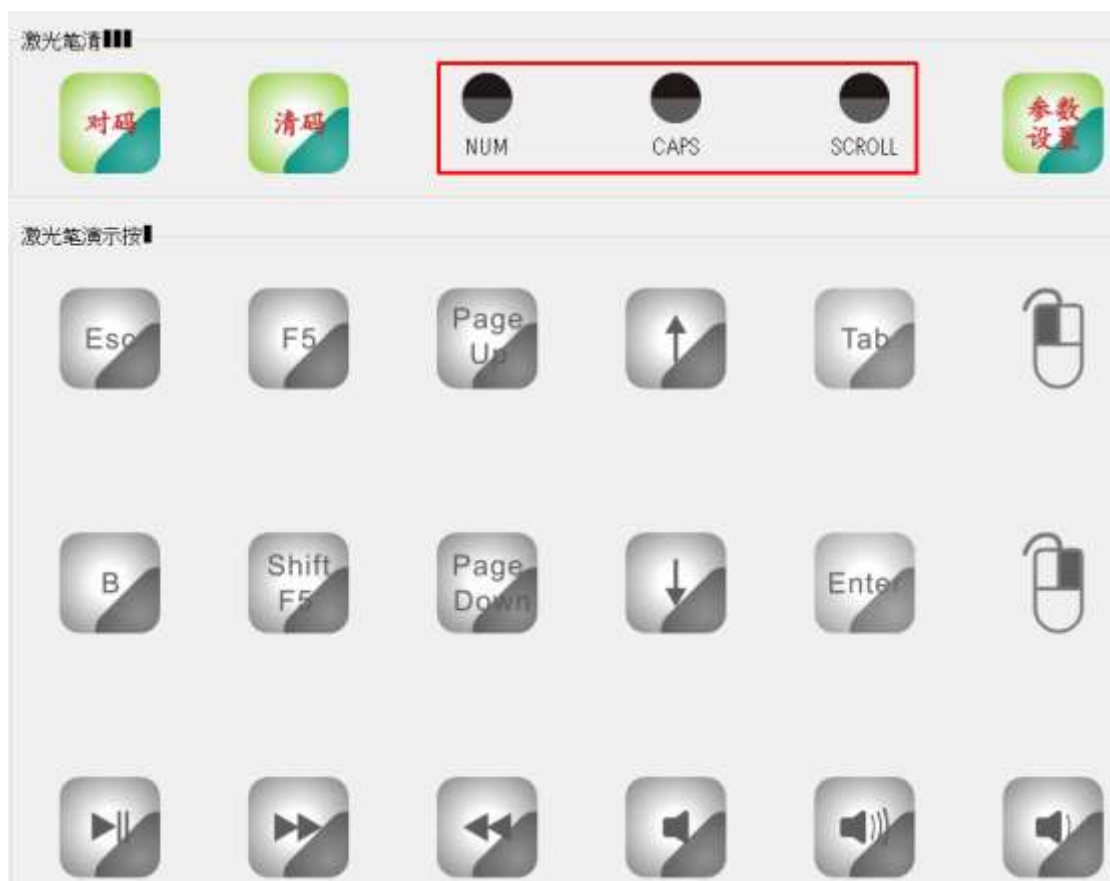 激光笔清
对码
清码
NUM
CAPS
SCROLL
参数
设置
激光笔演示按
Esc
F5
Page
Up
Tab
B
Shift
F5
Page
Down
Enter